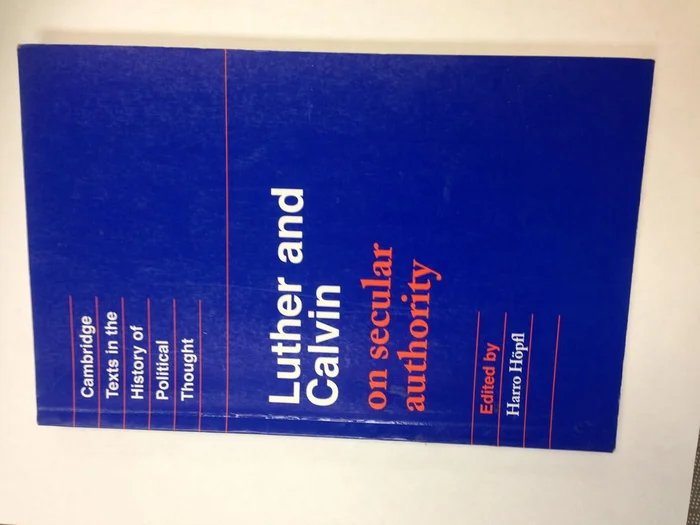 Cambridge
Texts in the
History of
Political
Thought
Luther and
Calvin
on secular
authority
Edited by
Harro Höpfl